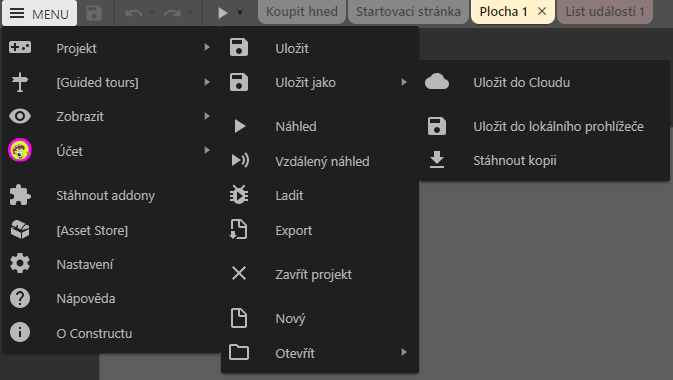 MENU
Koupit hned
Startovací stránka
Plocha 1
List událostí 1
Projekt
[Guided tours]
Zobrazit
Účet
Stáhnout addony
[Asset Store]
Nastavení
Nápověda
O Constructu
Uložit
Uložit jako
Náhled
Vzdálený náhled
Ladit
Export
Zavřít projekt
Nový
Otevřít
Uložit do Cloudu
Uložit do lokálního prohlížeče
Stáhnout kopii